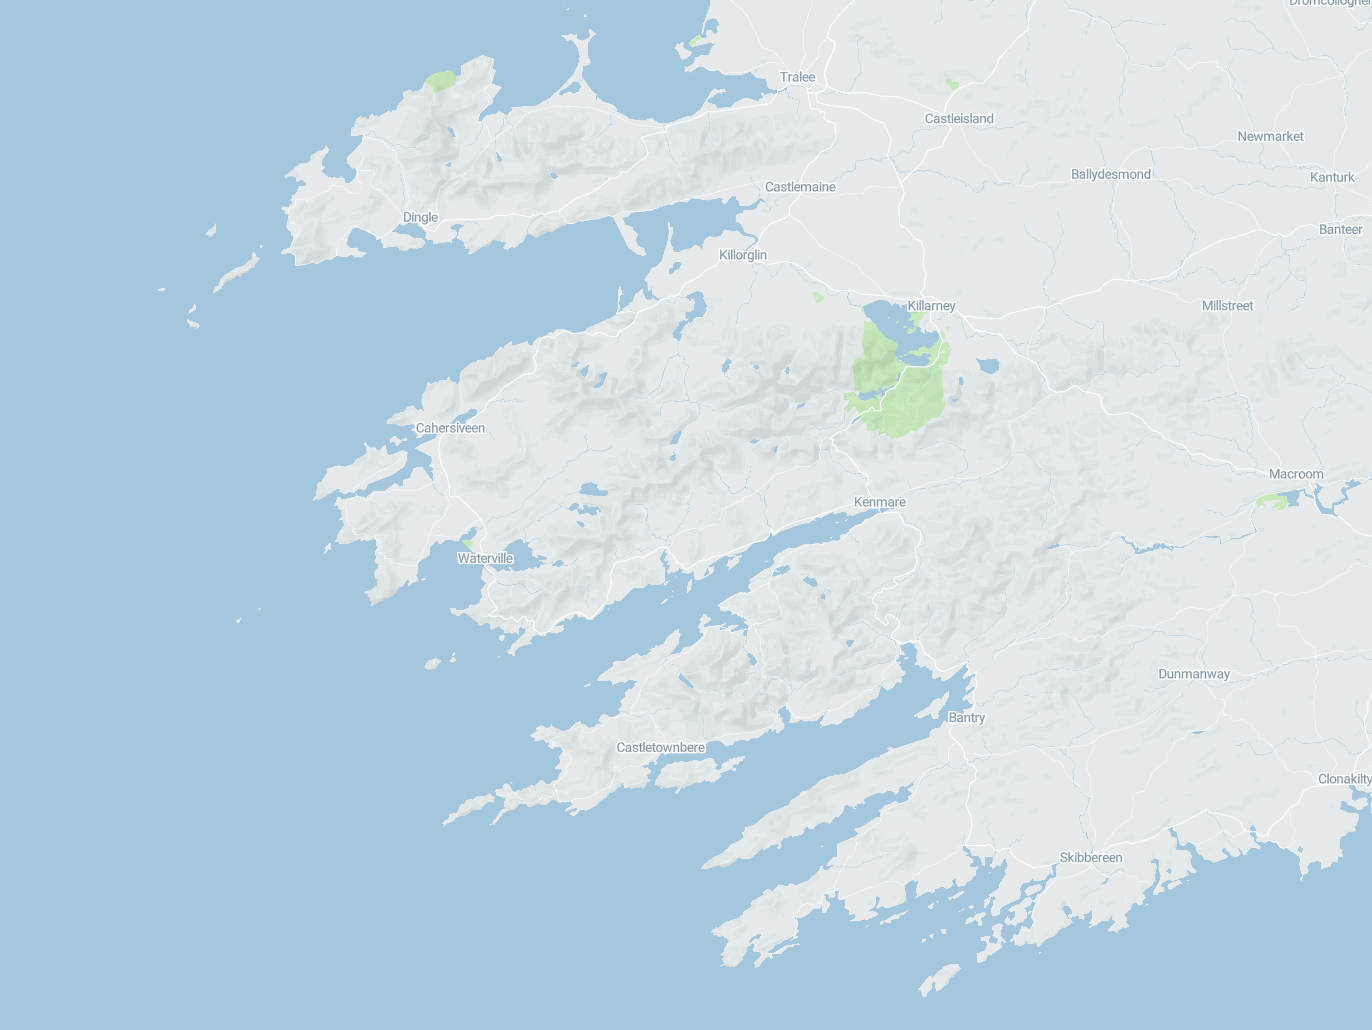 Tralee
Castleisland
Newmarket
Ballydesmond
Kanturk
Castlemaine
Dingle
Banteer
Killorglin
Killarney
Millstreet
Cahersiveen
Macroom
Kenmare
Waterville
Dunmanway
Bantry
Castletownbere
Clonakilty
Skibbereen